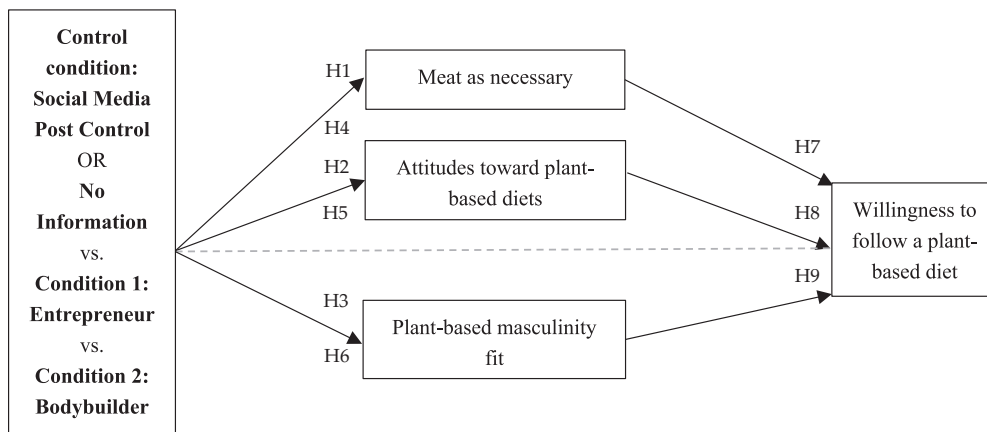 Control
condition:
Social Media
Post Control
OR
No
Information
vs.
Condition 1:
Entrepreneur
vs.
Condition 2:
Bodybuilder
H1
H4
Meat as necessary
H2
H5
Attitudes toward plant-
based diets
H3
H6
Plant-based masculinity
fit
H7
H8
H9
Willingness to
follow a plant-
based diet